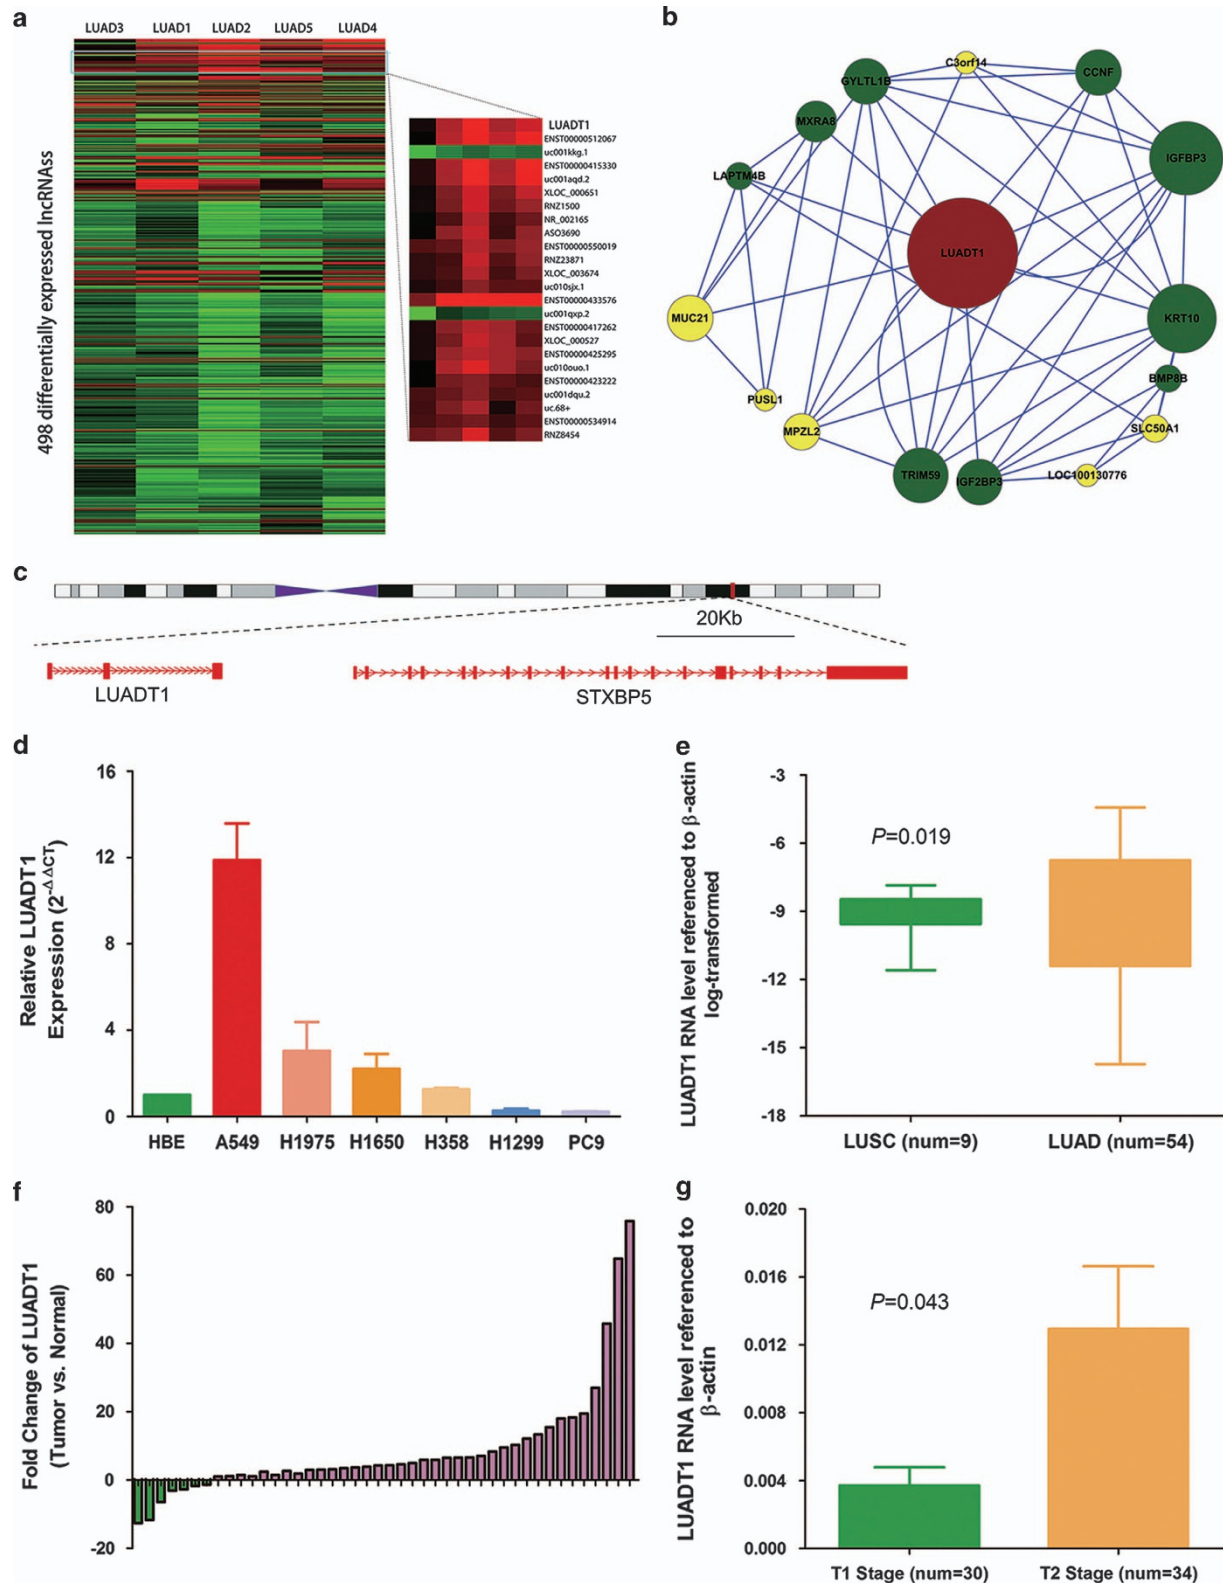 a
LUAD3 LUAD1 LUAD2 LUAD5 LUAD4
498 differentially expressed lncRNAss
LUADT1
ENST00000512067
uc001kkg.1
ENST00000415330
uc001aqd.2
XLOC_000651
RNZ1500
NR_002165
ASO3690
ENST00000550019
RNZ23871
XLOC_003674
uc010sjx.1
ENST00000433576
uc001qxp.2
ENST00000417262
XLOC_000527
ENST00000425295
uc010ouo.1
ENST00000423222
uc001dqu.2
uc.68+
ENST00000534914
RNZ8454
b
C3orf14
GYLTL1B
CCNF
MXRA8
IGFBP3
LAPTM4B
LUADT1
MUC21
KRT10
BMP8B
PUSL1
SLC50A1
MPZL2
TRIM59
IGF2BP3
LOC100130776
c
20Kb
LUADT1
STXBP5
d
Relative LUADT1
Expression (2^-ΔΔCT)
16
12
8
4
0
HBE A549 H1975 H1650 H358 H1299 PC9
e
LUADT1 RNA level referenced to β-actin
log-transformed
-3
-6
-9
-12
-15
-18
P=0.019
LUSC (num=9) LUAD (num=54)
f
Fold Change of LUADT1
(Tumor vs. Normal)
80
60
40
20
0
-20
g
LUADT1 RNA level referenced to
β-actin
0.020
0.016
0.012
0.008
0.004
0.000
P=0.043
T1 Stage (num=30) T2 Stage (num=34)